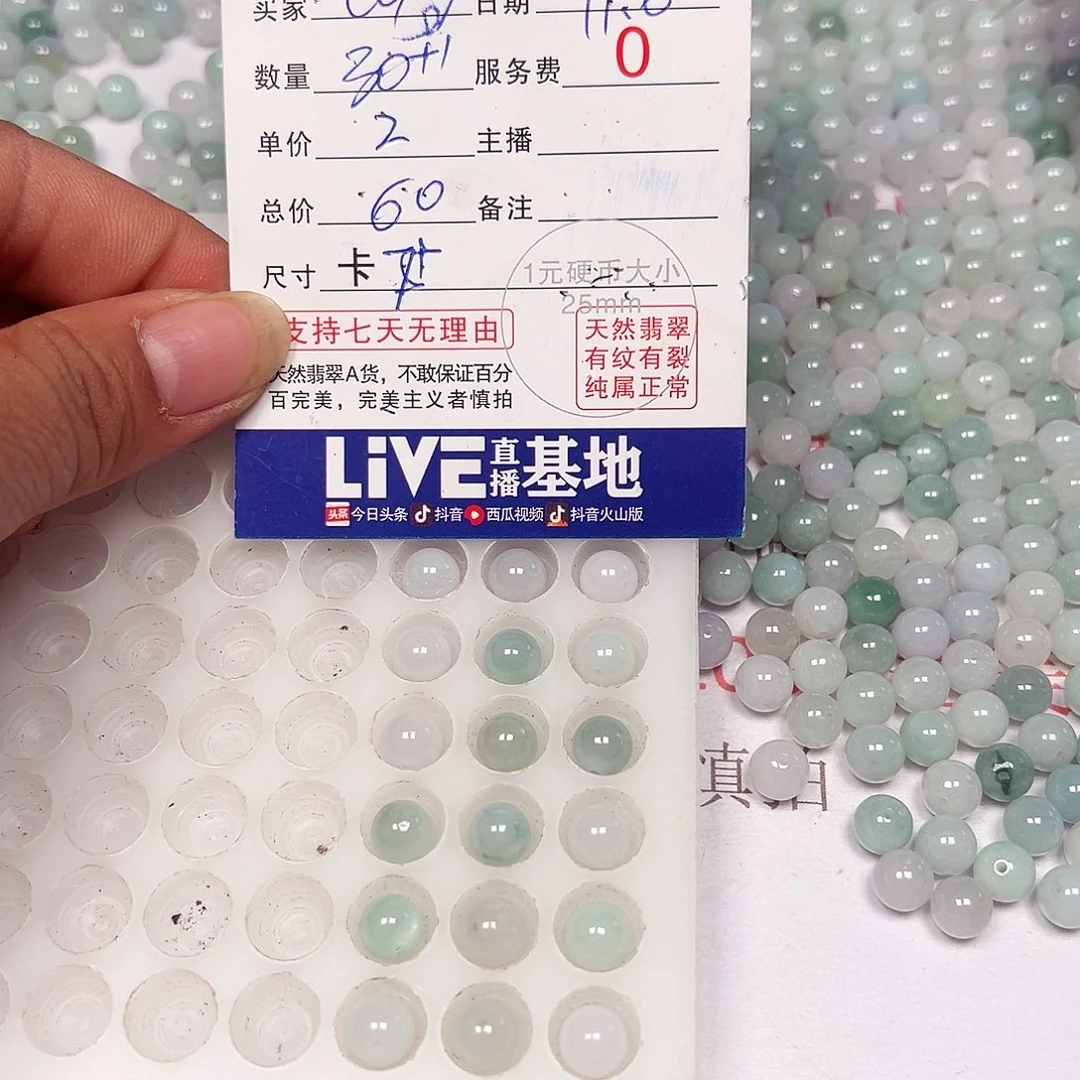 买家 日期
数量 30+1 服务费 0
单价 2 主播
总价 60 备注
尺寸 卡
1元硬币大小
25mm
支持七天无理由
天然翡翠
有纹有裂
纯属正常
天然翡翠A货，不敢保证百分
百完美，完美主义者慎拍
LiVE直播基地
头条 今日头条 抖音 西瓜视频 抖音火山版
真拍